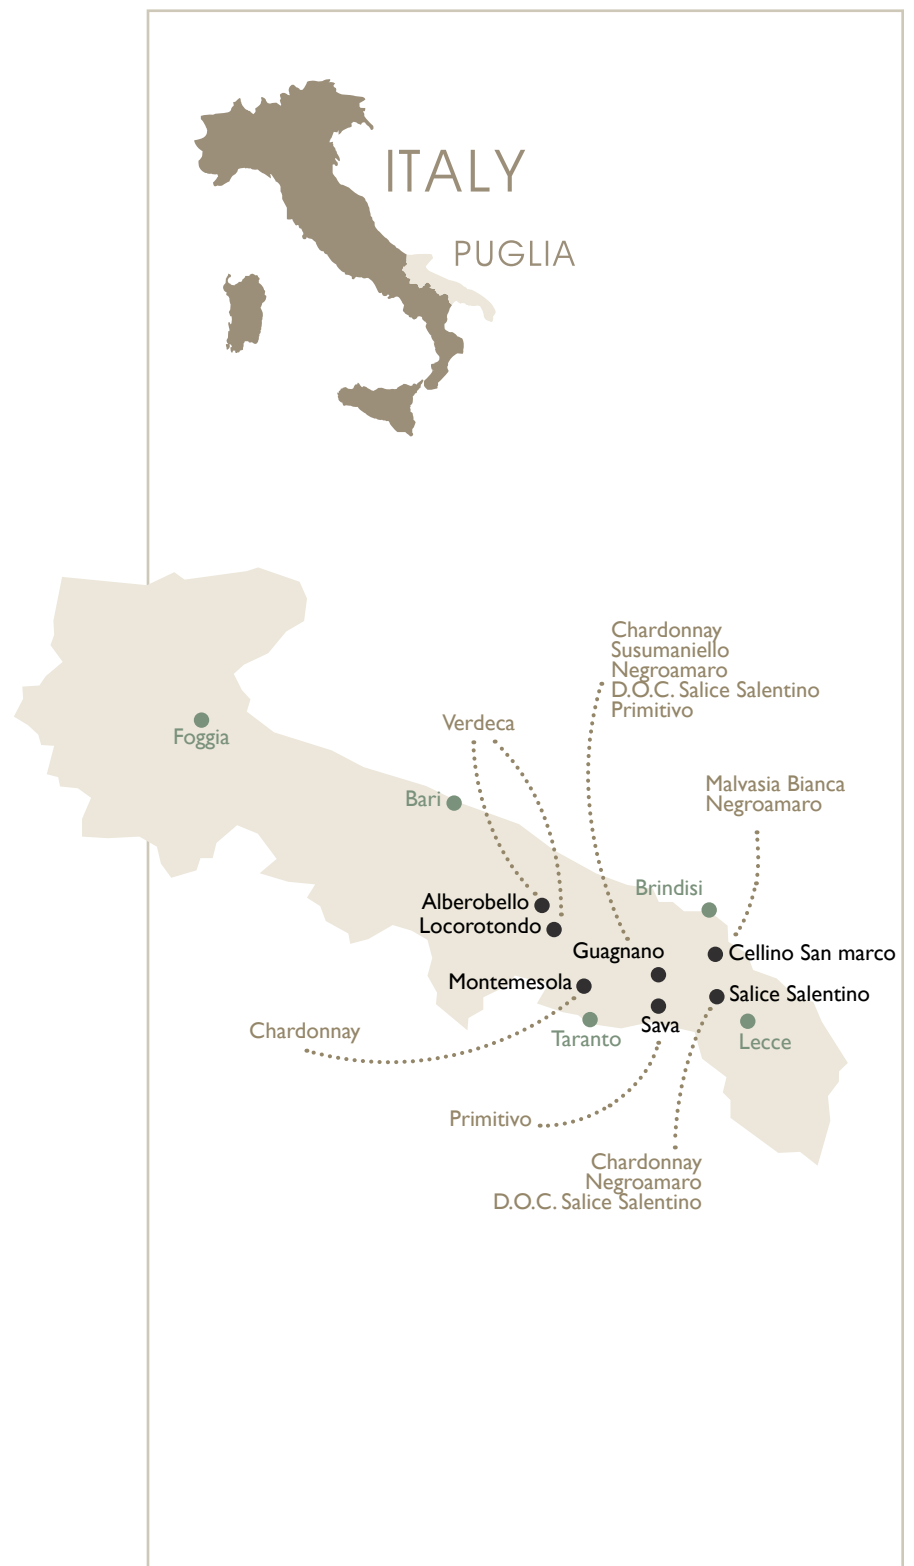 ITALY
PUGLIA
Chardonnay
Susumaniello
Negroamaro
D.O.C. Salice Salentino
Primitivo
Verdeca
Foggia
Malvasia Bianca
Negroamaro
Bari
Brindisi
Alberobello
Locorotondo
Guagnano
Cellino San marco
Montemesola
Salice Salentino
Chardonnay
Sava
Taranto
Lecce
Primitivo
Chardonnay
Negroamaro
D.O.C. Salice Salentino